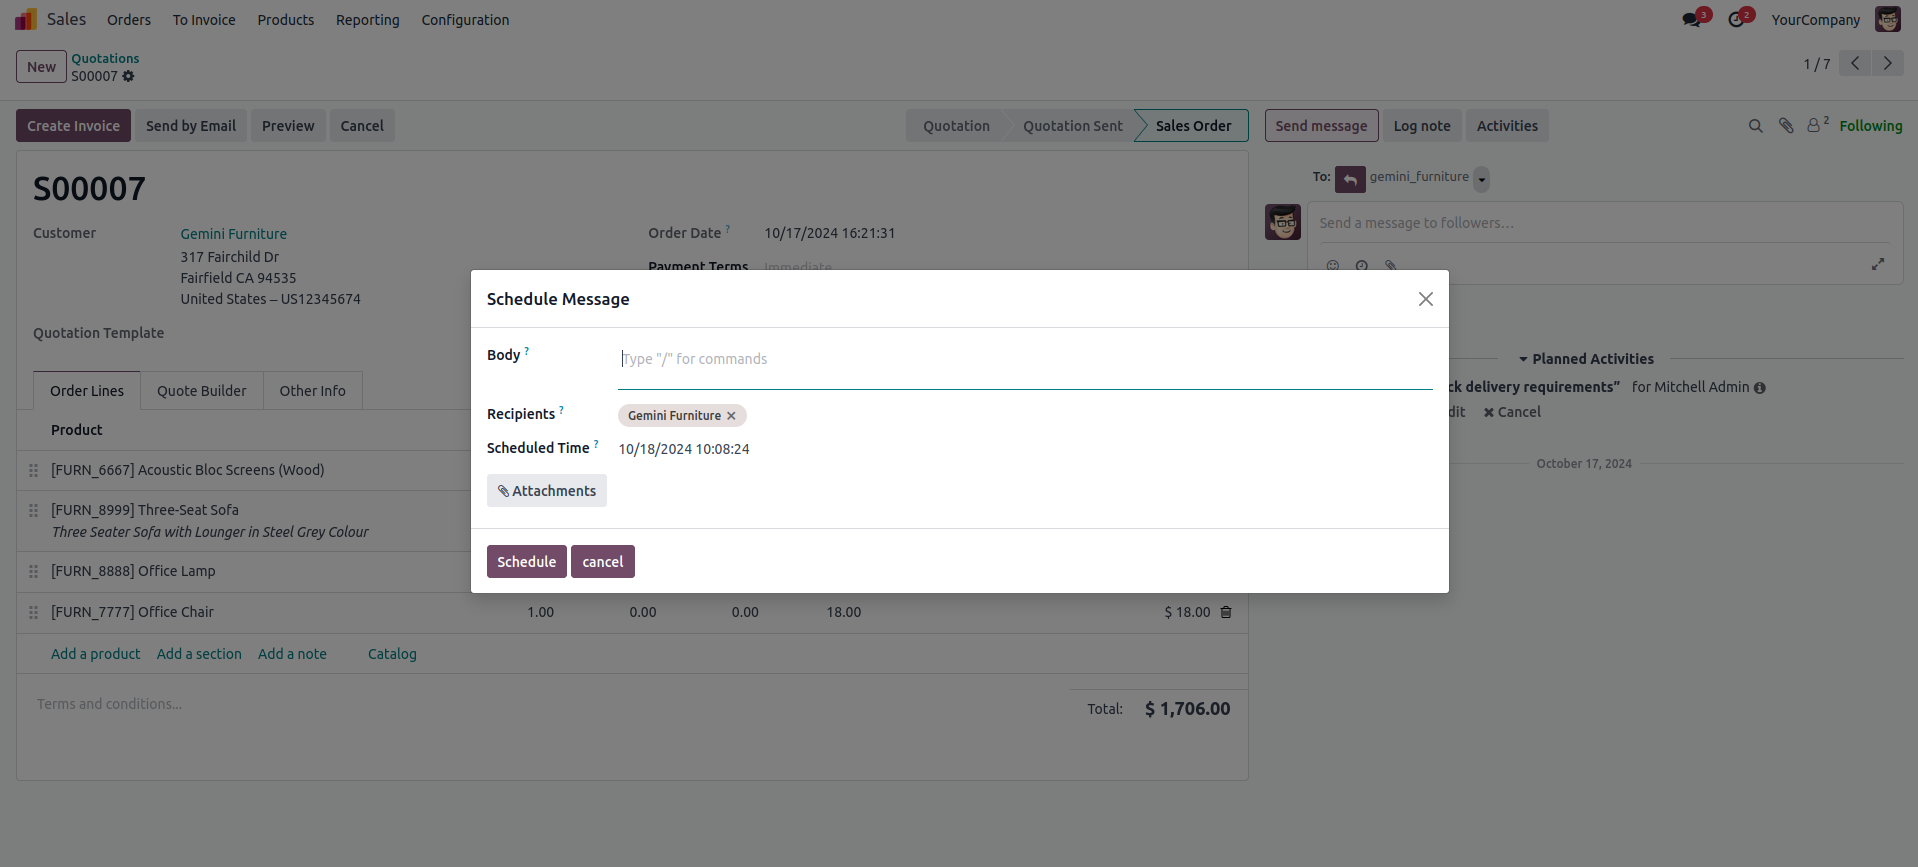 Sales Orders To Invoice Products Reporting Configuration 3 2 YourCompany
New Quotations
S00007 1 / 7
Create Invoice Send by Email Preview Cancel Quotation Quotation Sent Sales Order Send message Log note Activities 2 Following
S00007
To: gemini_furniture
Customer Gemini Furniture Order Date ? 10/17/2024 16:21:31 Send a message to followers...
317 Fairchild Dr Payment Terms Immediate
Fairfield CA 94535
United States – US12345674
Quotation Template
Schedule Message
Body ? Type "/" for commands
Recipients ? Gemini Furniture
Scheduled Time ? 10/18/2024 10:08:24
Attachments
Schedule cancel
Planned Activities
ck delivery requirements” for Mitchell Admin
dit Cancel
October 17, 2024
Order Lines Quote Builder Other Info
Product
[FURN_6667] Acoustic Bloc Screens (Wood)
[FURN_8999] Three-Seat Sofa
Three Seater Sofa with Lounger in Steel Grey Colour
[FURN_8888] Office Lamp
[FURN_7777] Office Chair 1.00 0.00 0.00 18.00 $ 18.00
Add a product Add a section Add a note Catalog
Terms and conditions... Total: $ 1,706.00